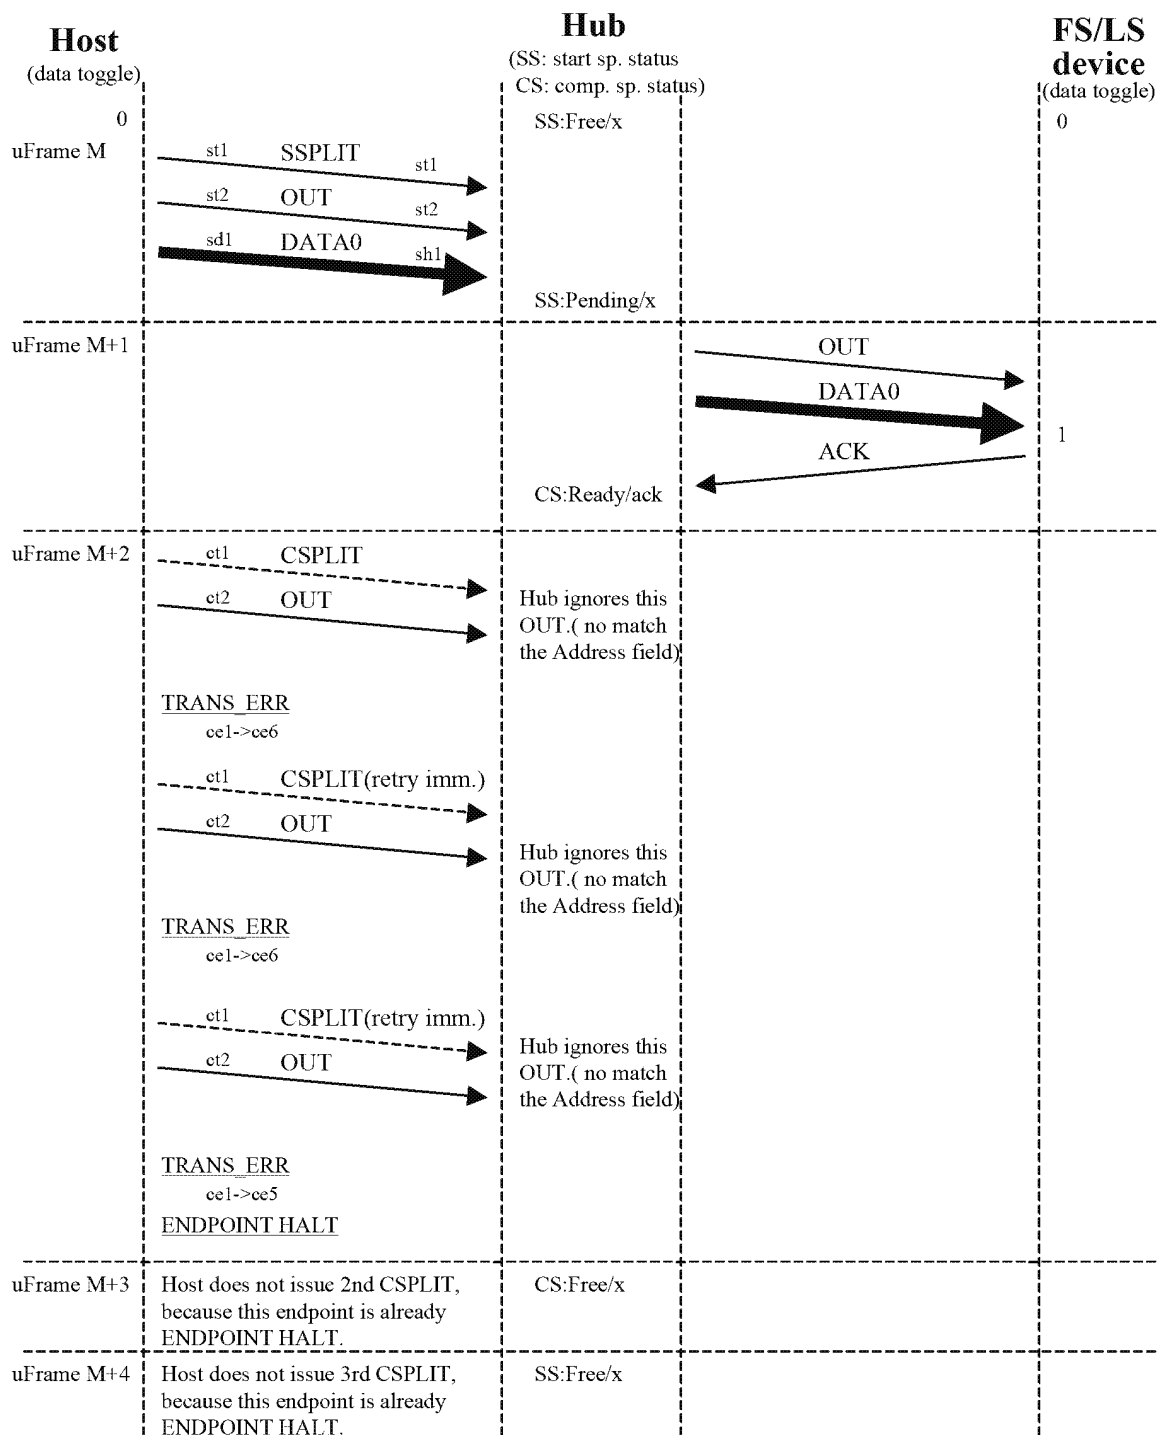 Host
(data toggle)
Hub
(SS: start sp. status
CS: comp. sp. status)
FS/LS
device
(data toggle)
0
SS:Free/x
0
uFrame M
st1 SSPLIT st1
st2 OUT st2
sd1 DATA0 sh1
SS:Pending/x
uFrame M+1
OUT
DATA0
1
ACK
CS:Ready/ack
uFrame M+2
ct1 CSPLIT
ct2 OUT
Hub ignores this
OUT.( no match
the Address field)
TRANS_ERR
ce1->ce6
ct1 CSPLIT(retry imm.)
ct2 OUT
Hub ignores this
OUT.( no match
the Address field)
TRANS_ERR
ce1->ce6
ct1 CSPLIT(retry imm.)
ct2 OUT
Hub ignores this
OUT.( no match
the Address field)
TRANS_ERR
ce1->ce5
ENDPOINT HALT
uFrame M+3
Host does not issue 2nd CSPLIT,
because this endpoint is already
ENDPOINT HALT.
CS:Free/x
uFrame M+4
Host does not issue 3rd CSPLIT,
because this endpoint is already
ENDPOINT HALT.
SS:Free/x